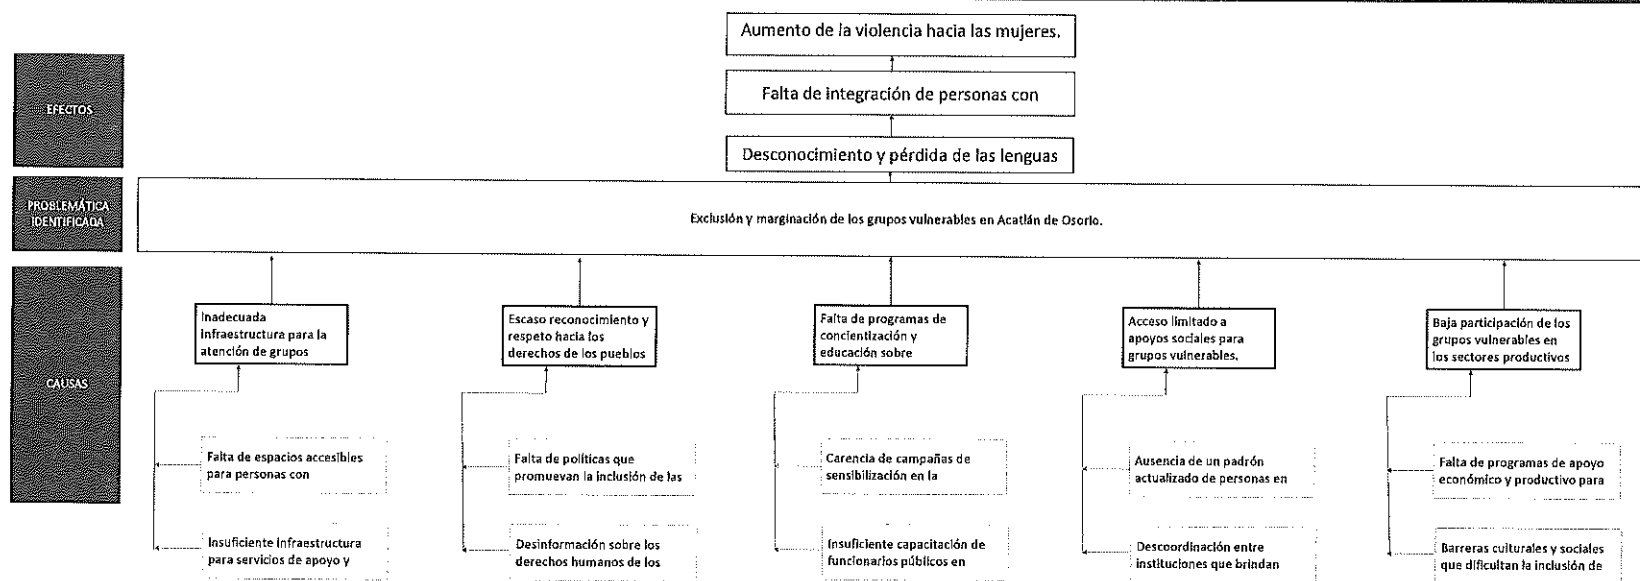 Aumento de la violencia hacia las mujeres.
EFECTOS
Falta de integración de personas con
Desconocimiento y pérdida de las lenguas
PROBLEMÁTICA
IDENTIFICADA
Exclusión y marginación de los grupos vulnerables en Acatlán de Osorio.
CAUSAS
Inadecuada
infraestructura para la
atención de grupos
Escaso reconocimiento y
respeto hacia los
derechos de los pueblos
Falta de programas de
concientización y
educación sobre
Acceso limitado a
apoyos sociales para
grupos vulnerables.
Baja participación de los
grupos vulnerables en
los sectores productivos
Falta de espacios accesibles
para personas con
Falta de políticas que
promuevan la inclusión de las
Carencia de campañas de
sensibilización en la
Ausencia de un padrón
actualizado de personas en
Falta de programas de apoyo
económico y productivo para
Insuficiente infraestructura
para servicios de apoyo y
Desinformación sobre los
derechos humanos de los
Insuficiente capacitación de
funcionarios públicos en
Descoordinación entre
instituciones que brindan
Barreras culturales y sociales
que dificultan la inclusión de